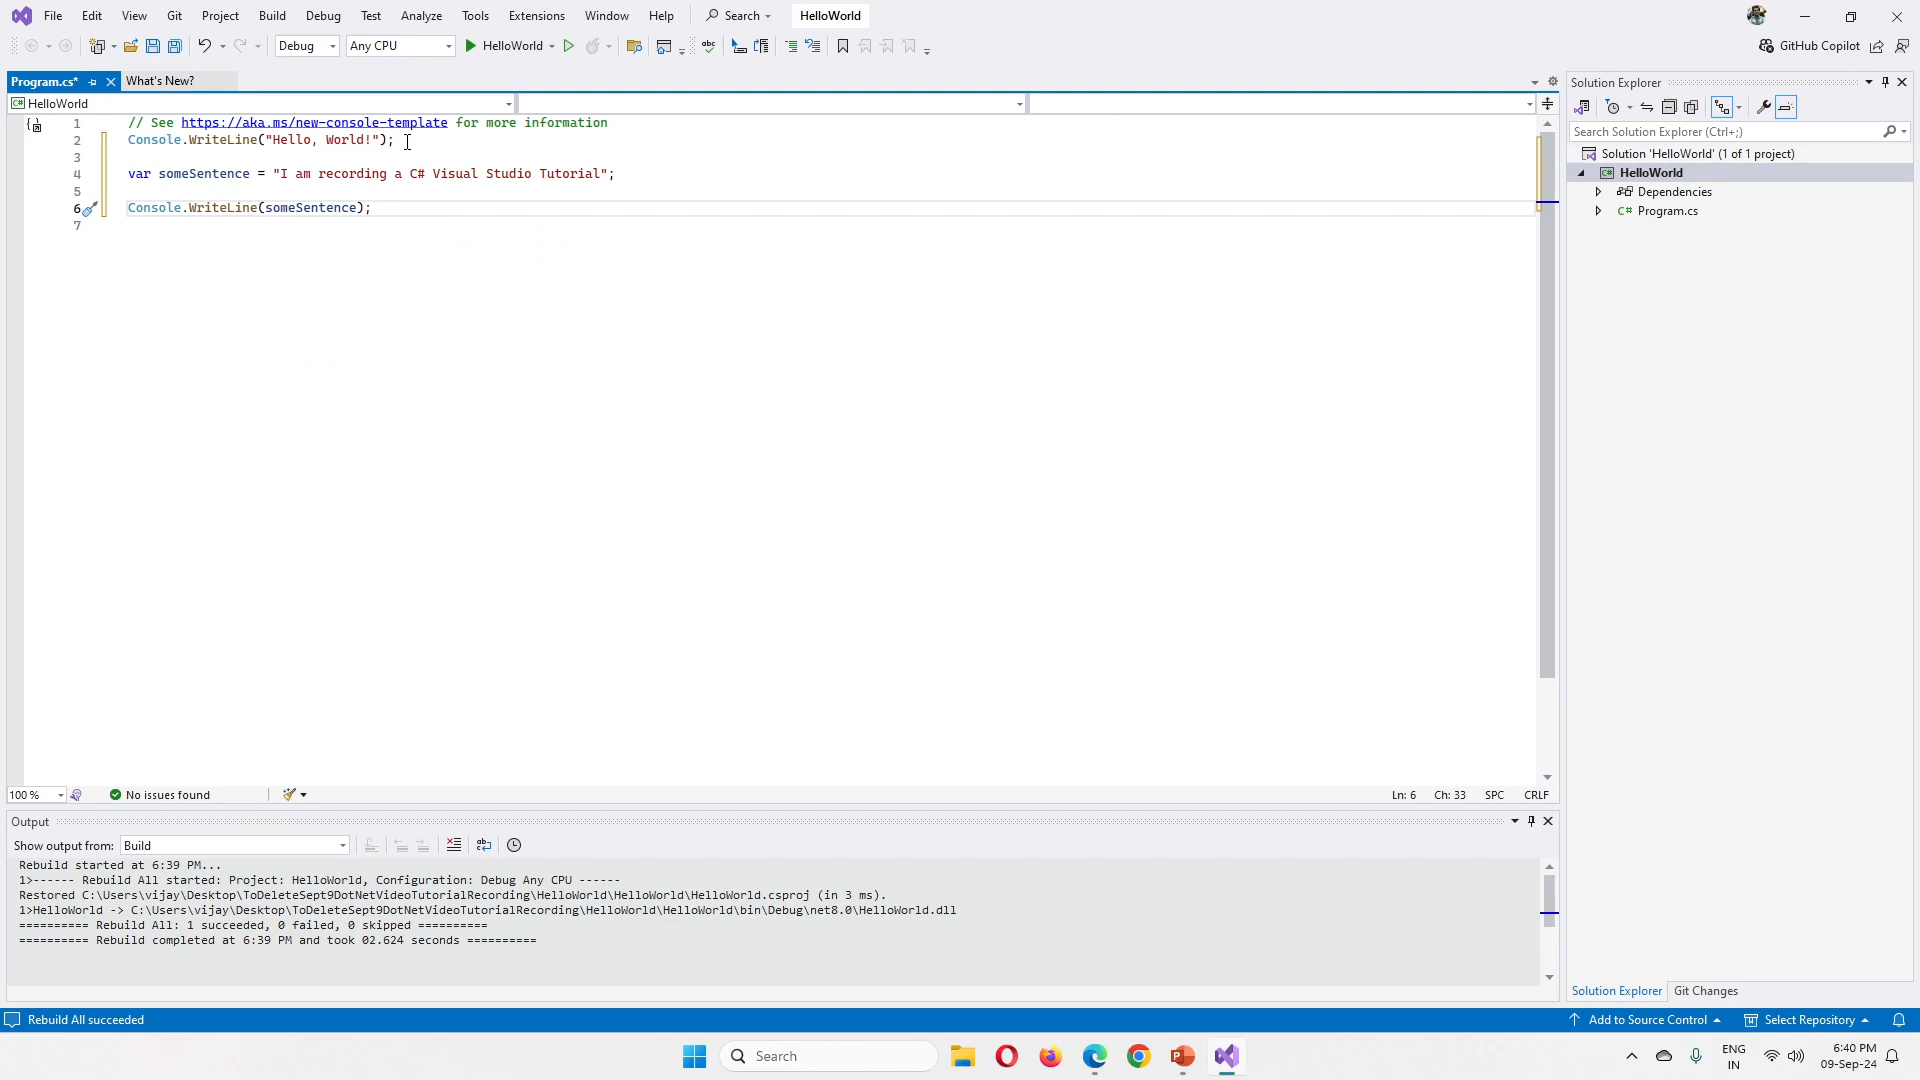 File Edit View Git Project Build Debug Test Analyze Tools Extensions Window Help Search HelloWorld
Debug Any CPU HelloWorld GitHub Copilot
Program.cs* What's New?
Solution Explorer
HelloWorld
Search Solution Explorer (Ctrl+;)
Solution 'HelloWorld' (1 of 1 project)
HelloWorld
Dependencies
C# Program.cs
1 // See https://aka.ms/new-console-template for more information
2 Console.WriteLine("Hello, World!");
3
4 var someSentence = "I am recording a C# Visual Studio Tutorial";
5
6 Console.WriteLine(someSentence);
7
100 % No issues found Ln: 6 Ch: 33 SPC CRLF
Output
Show output from: Build
Rebuild started at 6:39 PM...
1>------ Rebuild All started: Project: HelloWorld, Configuration: Debug Any CPU ------
Restored C:\Users\vijay\Desktop\ToDeleteSept9DotNetVideoTutorialRecording\HelloWorld\HelloWorld\HelloWorld.csproj (in 3 ms).
1>HelloWorld -> C:\Users\vijay\Desktop\ToDeleteSept9DotNetVideoTutorialRecording\HelloWorld\HelloWorld\bin\Debug\net8.0\HelloWorld.dll
========== Rebuild All: 1 succeeded, 0 failed, 0 skipped ==========
========== Rebuild completed at 6:39 PM and took 02.624 seconds ==========
Solution Explorer Git Changes
Rebuild All succeeded Add to Source Control Select Repository
Search
ENG
IN
6:40 PM
09-Sep-24